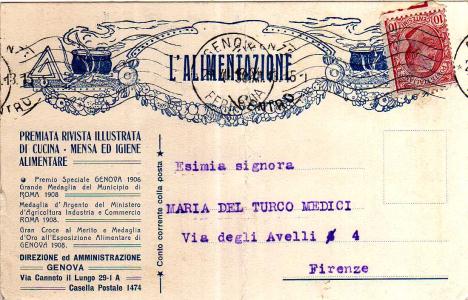 L'ALIMENTAZIONE
GENOVA
FERROVIA
10 10
PREMIATA RIVISTA ILLUSTRATA
DI CUCINA - MENSA ED IGIENE
ALIMENTARE
Premio Speciale GENOVA 1906
Grande Medaglia del Municipio di
ROMA 1908
Medaglia d'Argento del Ministero
d'Agricoltura Industria e Commercio
ROMA 1908.
Gran Croce al Merito e Medaglia
d'Oro all'Esposizione Alimentare di
GENOVA 1908.
DIREZIONE ed AMMINISTRAZIONE
GENOVA
Via Canneto il Lungo 29-1 A
Casella Postale 1474
Conto corrente colla posta
Esimia signora
MARIA DEL TURCO MEDICI
Via degli Avelli 4
Firenze